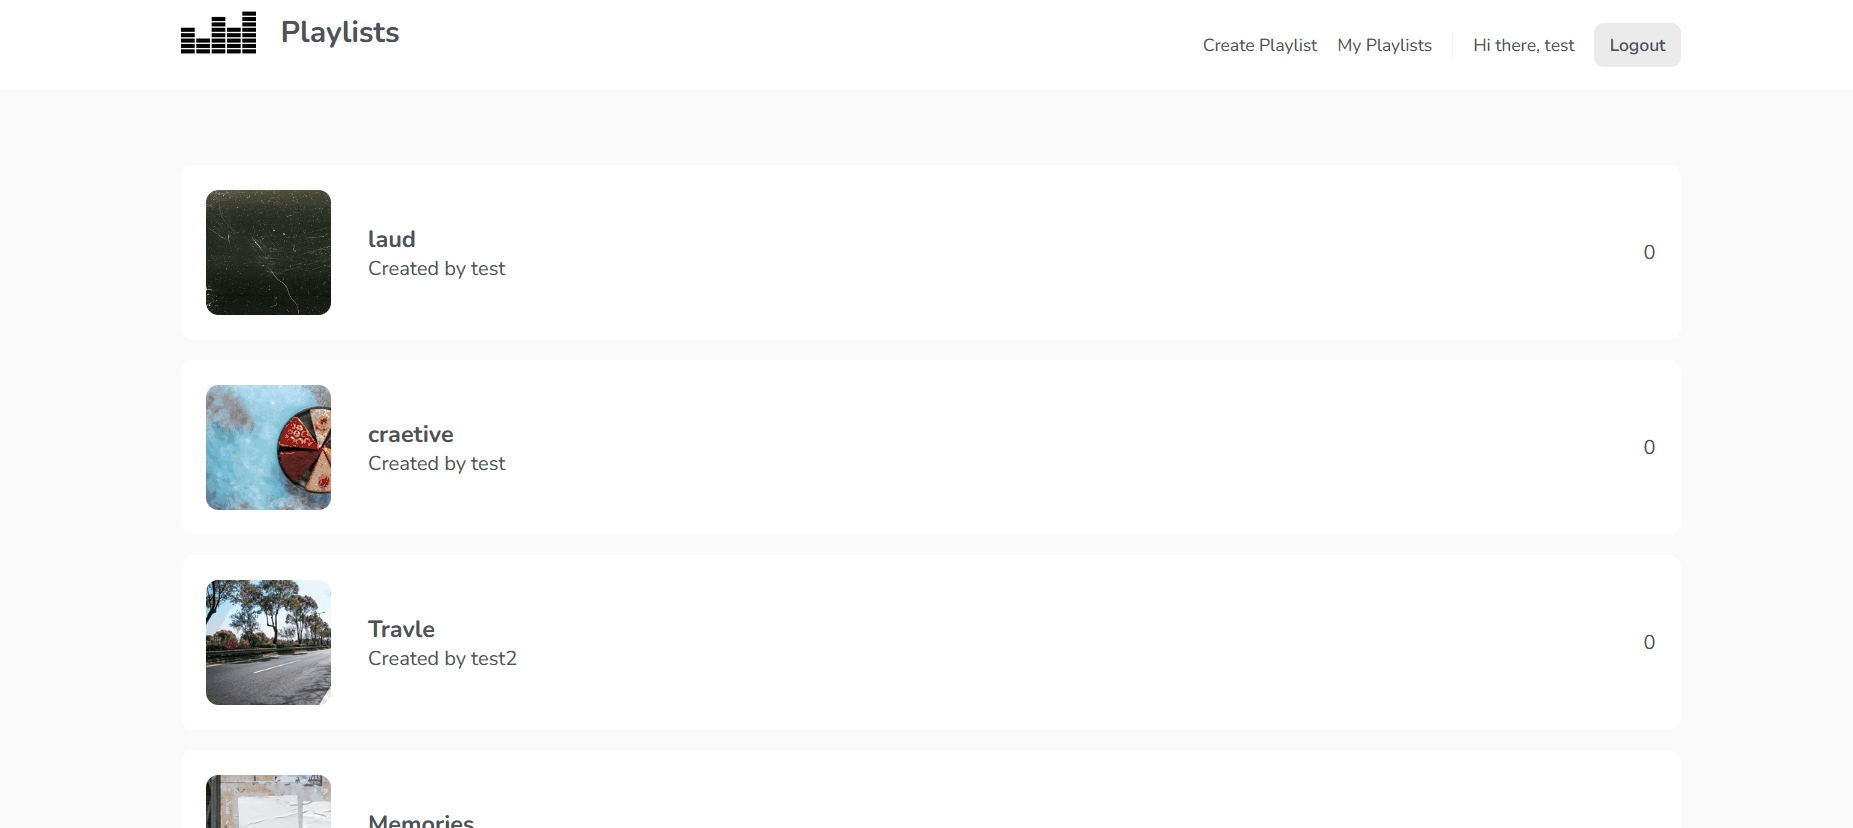 Playlists
Create Playlist
My Playlists
Hi there, test
Logout
laud
Created by test
0
craetive
Created by test
0
Travle
Created by test2
0
Memories